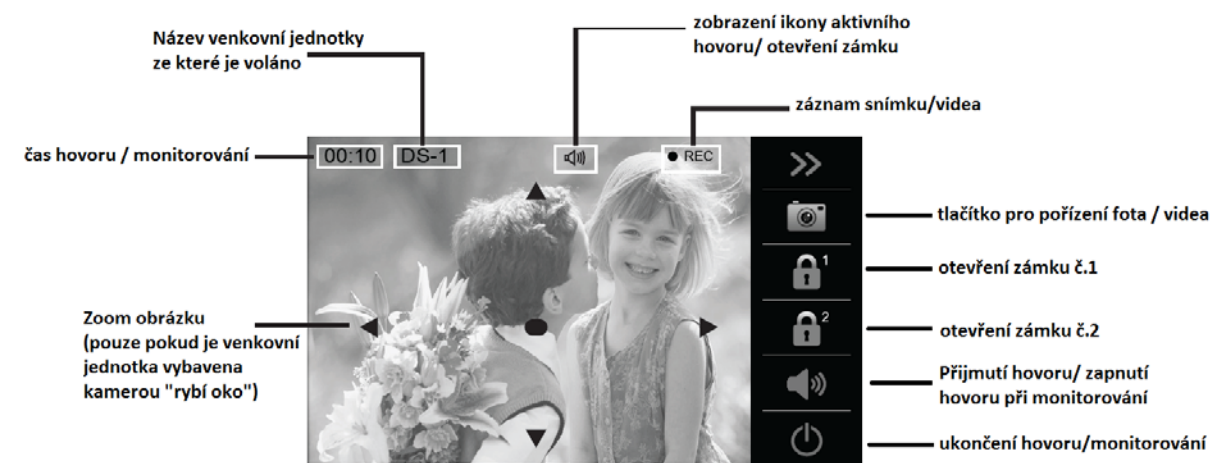 Název venkovní jednotky
ze které je voláno
zobrazení ikony aktivního
hovoru/ otevření zámku
záznam snímku/videa
čas hovoru / monitorování
00:10
DS-1
REC
tlačítko pro pořízení fota / videa
1
otevření zámku č.1
Zoom obrázku
(pouze pokud je venkovní
jednotka vybavena
kamerou "rybí oko")
2
otevření zámku č.2
Přijmutí hovoru/ zapnutí
hovoru při monitorování
ukončení hovoru/monitorování